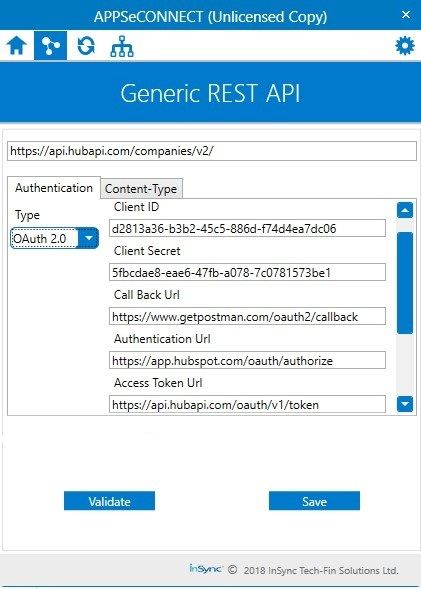 APPSeCONNECT (Unlicensed Copy)
Generic REST API
https://api.hubapi.com/companies/v2/
Authentication Content-Type
Type
OAuth 2.0
Client ID
d2813a36-b3b2-45c5-886d-f74d4ea7dc06
Client Secret
5fbcdae8-eae6-47fb-a078-7c0781573be1
Call Back Url
https://www.getpostman.com/oauth2/callback
Authentication Url
https://app.hubspot.com/oauth/authorize
Access Token Url
https://api.hubapi.com/oauth/v1/token
Validate Save
InSync © 2018 InSync Tech-Fin Solutions Ltd.